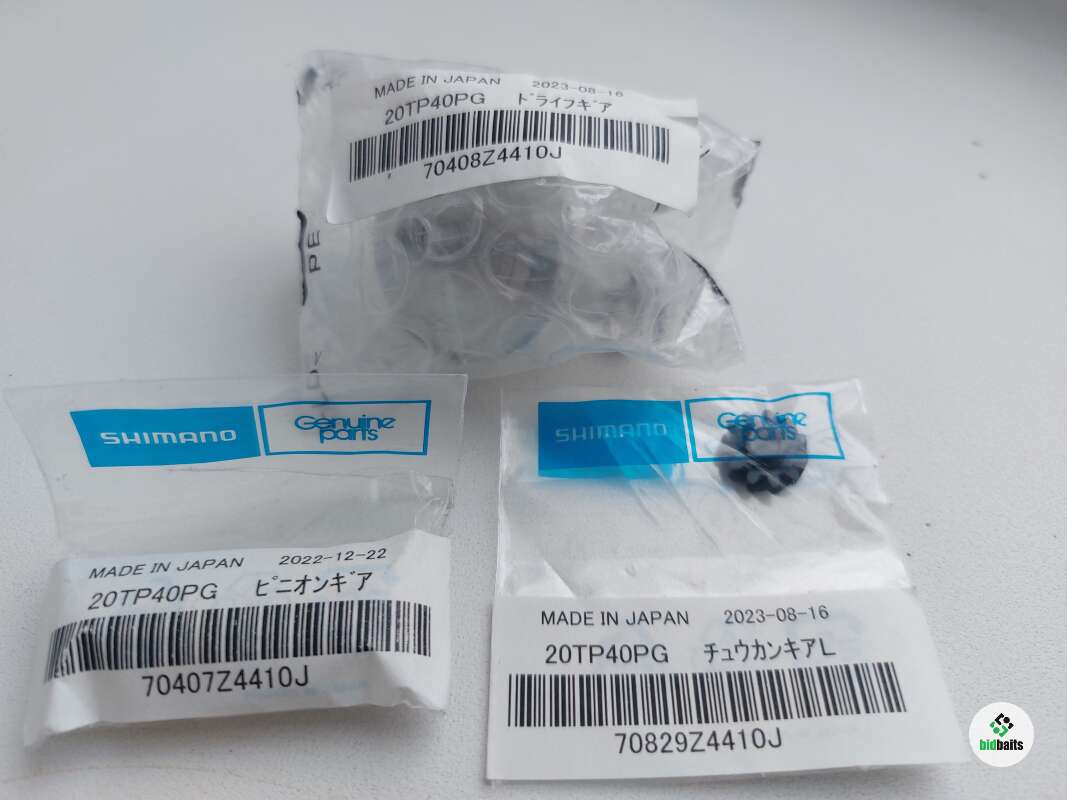 MADE IN JAPAN 2023-08-16
20TP40PG ドライブギア
70408Z4410J
PE
SHIMANO Genuine parts
MADE IN JAPAN 2022-12-22
20TP40PG ピニオンギア
70407Z4410J
SHIMANO Genuine parts
MADE IN JAPAN 2023-08-16
20TP40PG チュウカンギアL
70829Z4410J
bidbaits